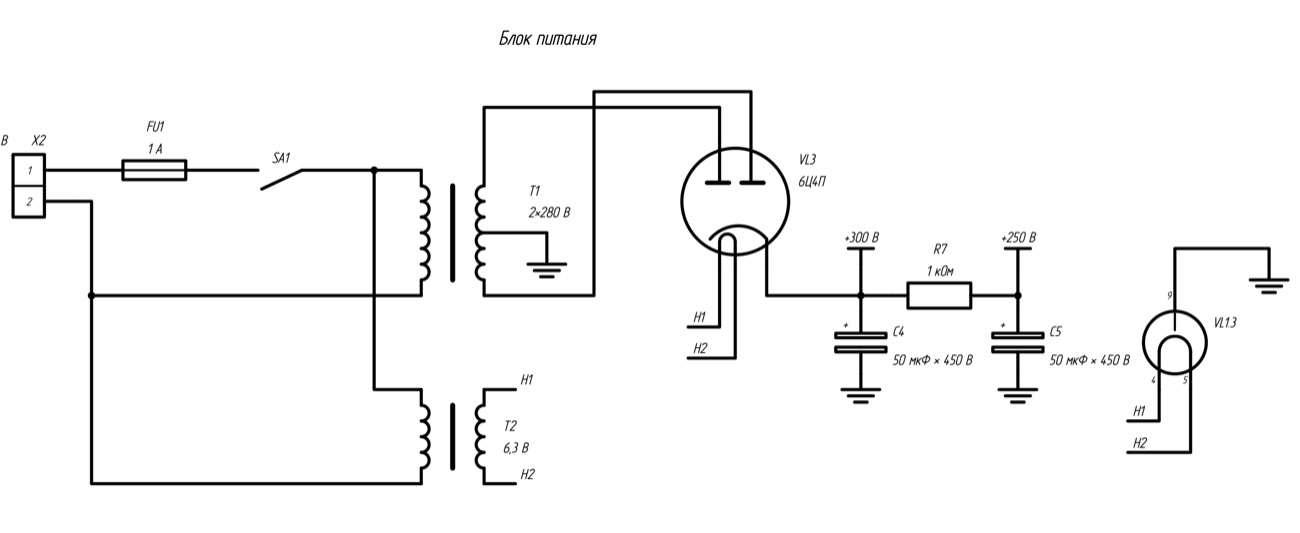 Блок питания
В
X2
1
2
FU1
1 А
SA1
T1
2×280 В
VL3
6Ц4П
H1
H2
+300 В
R7
1 кОм
+250 В
+
C4
50 мкФ × 450 В
+
C5
50 мкФ × 450 В
9
VL1.3
4
5
H1
H2
H1
T2
6,3 В
H2